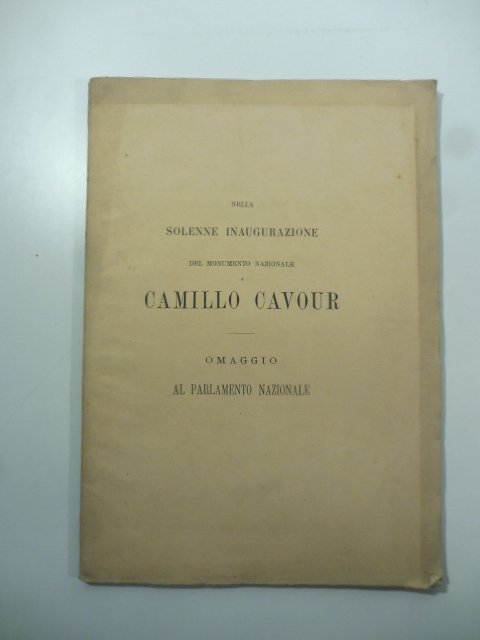 NELLA
SOLENNE INAUGURAZIONE
DEL MONUMENTO NAZIONALE
A
CAMILLO CAVOUR
OMAGGIO
AL PARLAMENTO NAZIONALE